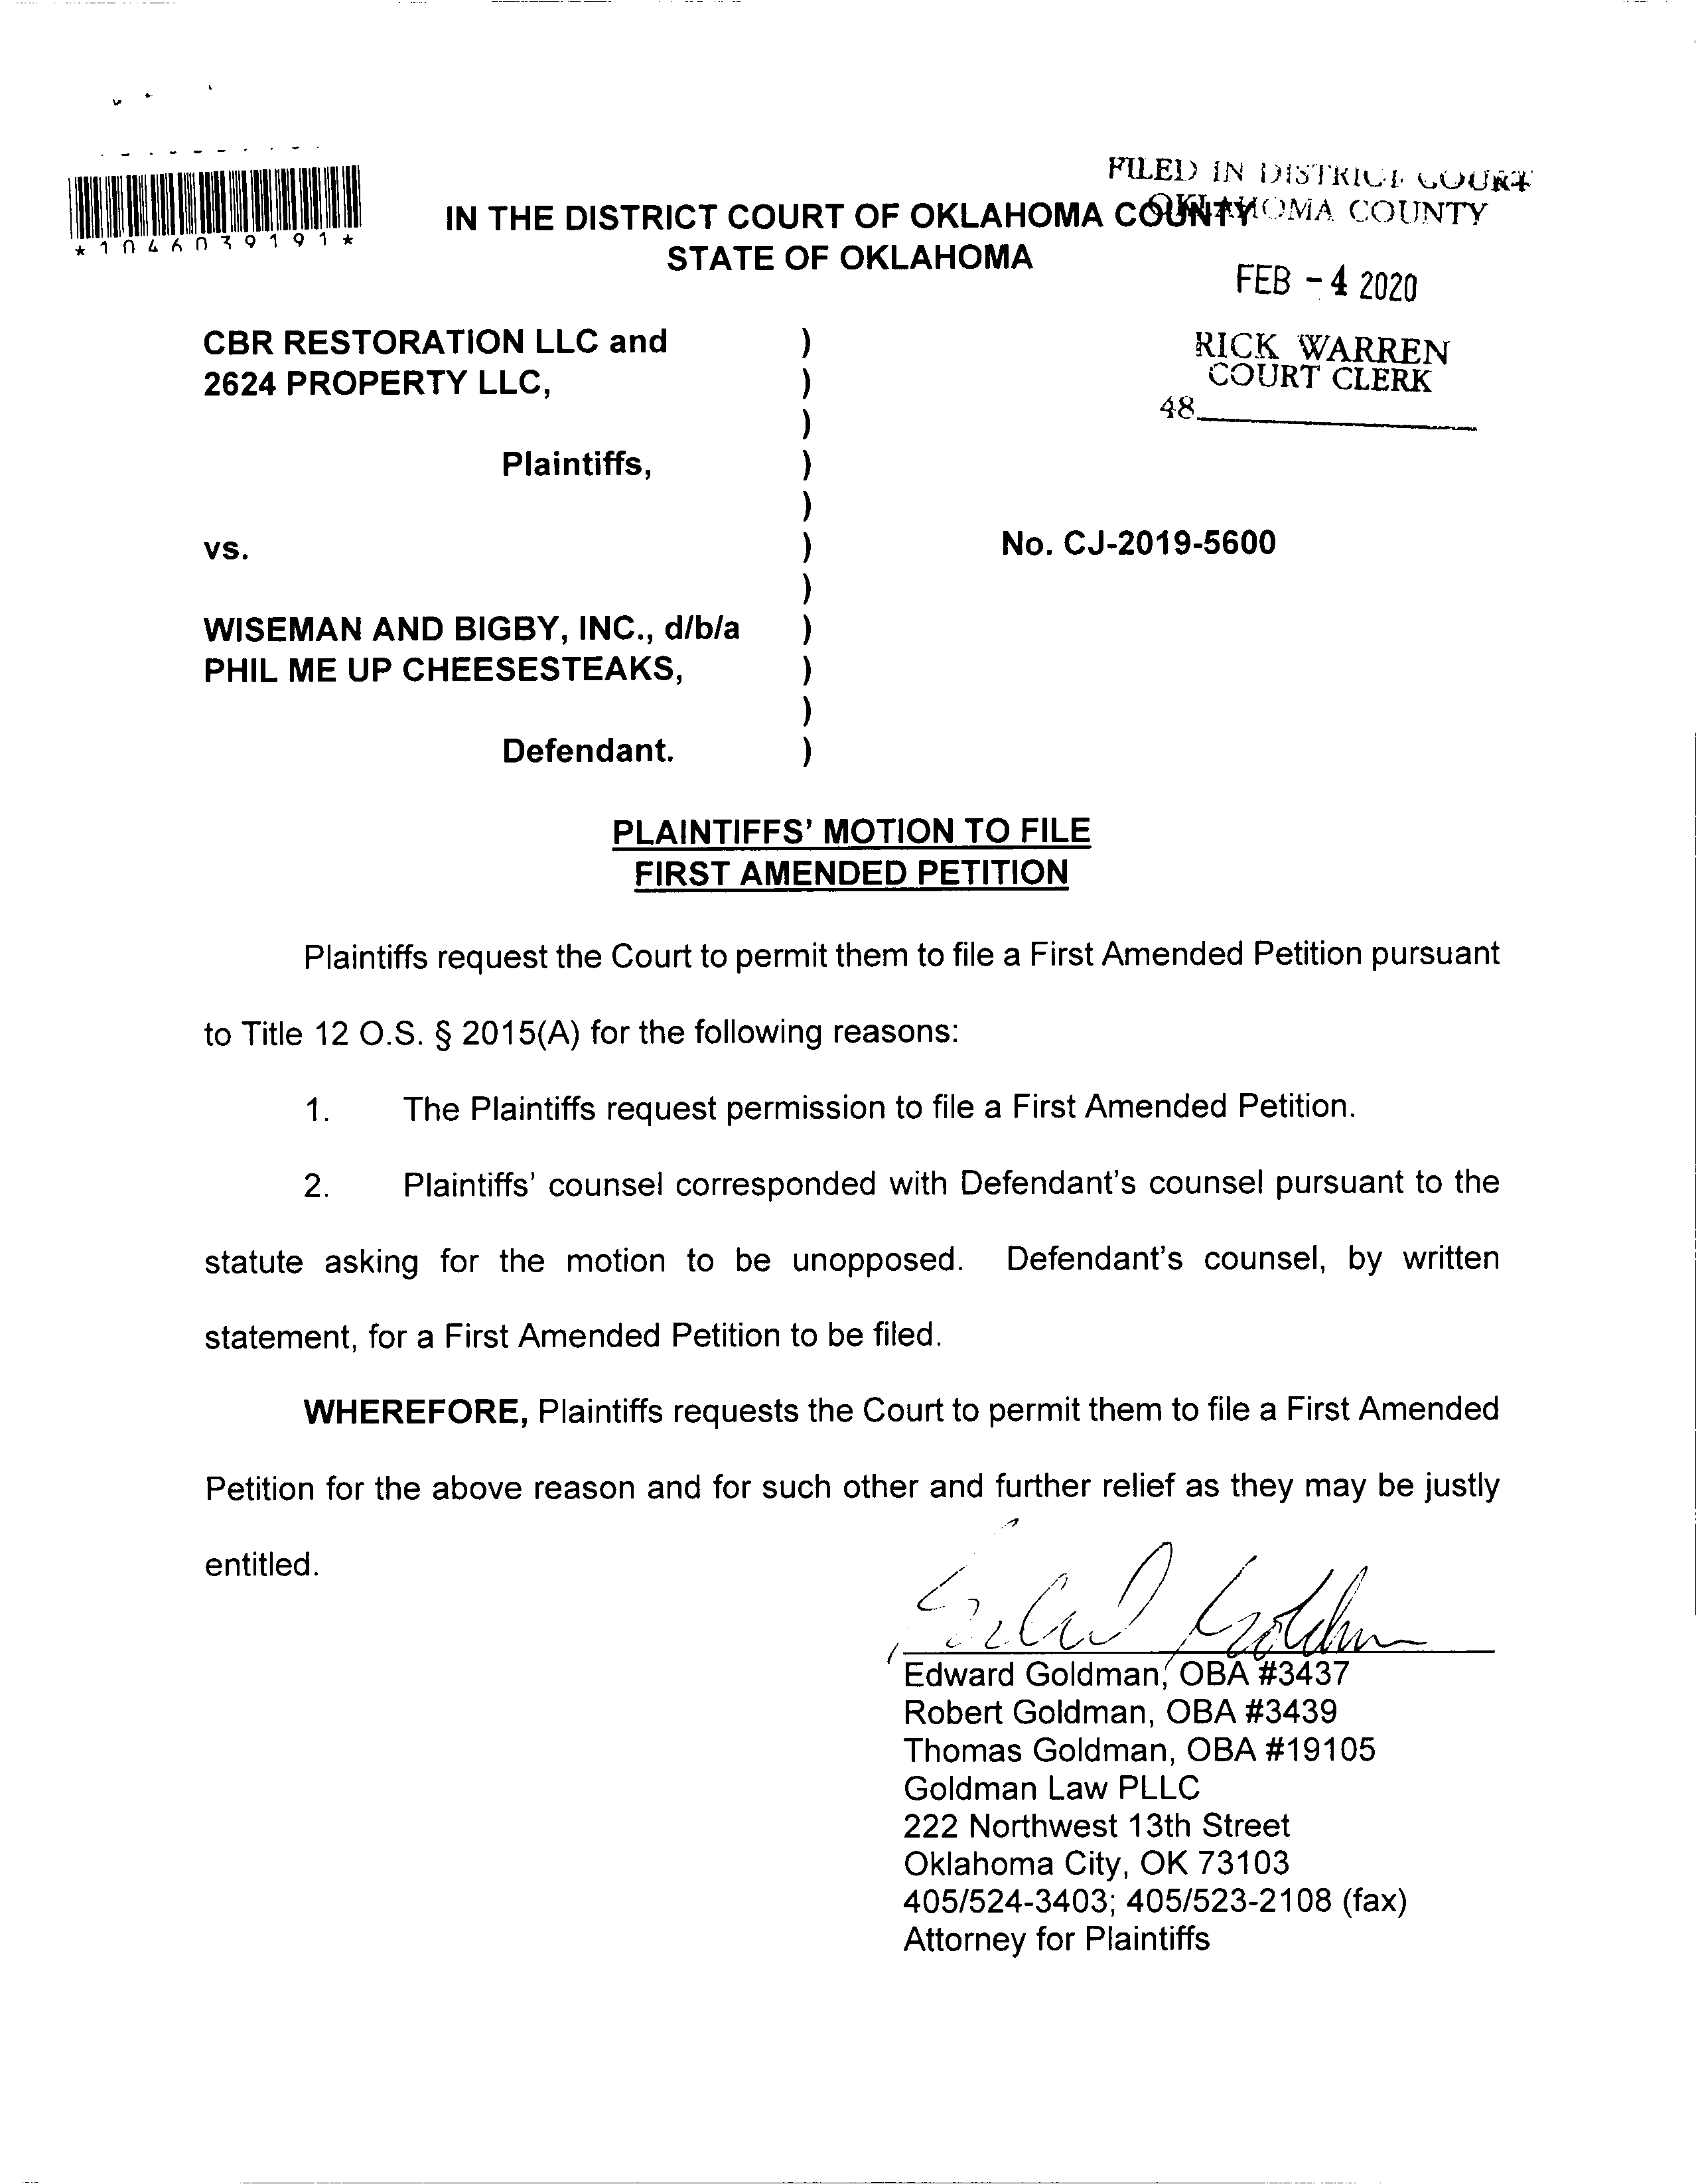 FILED IN DISTRICT COURT
OKLAHOMA COUNTY
*1046039191*
IN THE DISTRICT COURT OF OKLAHOMA COUNTY
STATE OF OKLAHOMA
FEB - 4 2020
RICK WARREN
COURT CLERK
48
CBR RESTORATION LLC and )
2624 PROPERTY LLC, )
)
Plaintiffs, )
)
vs. ) No. CJ-2019-5600
)
WISEMAN AND BIGBY, INC., d/b/a )
PHIL ME UP CHEESESTEAKS, )
)
Defendant. )
PLAINTIFFS' MOTION TO FILE
FIRST AMENDED PETITION
Plaintiffs request the Court to permit them to file a First Amended Petition pursuant
to Title 12 O.S. § 2015(A) for the following reasons:
1. The Plaintiffs request permission to file a First Amended Petition.
2. Plaintiffs' counsel corresponded with Defendant's counsel pursuant to the
statute asking for the motion to be unopposed. Defendant's counsel, by written
statement, for a First Amended Petition to be filed.
WHEREFORE, Plaintiffs requests the Court to permit them to file a First Amended
Petition for the above reason and for such other and further relief as they may be justly
entitled.
Edward Goldman, OBA #3437
Robert Goldman, OBA #3439
Thomas Goldman, OBA #19105
Goldman Law PLLC
222 Northwest 13th Street
Oklahoma City, OK 73103
405/524-3403; 405/523-2108 (fax)
Attorney for Plaintiffs